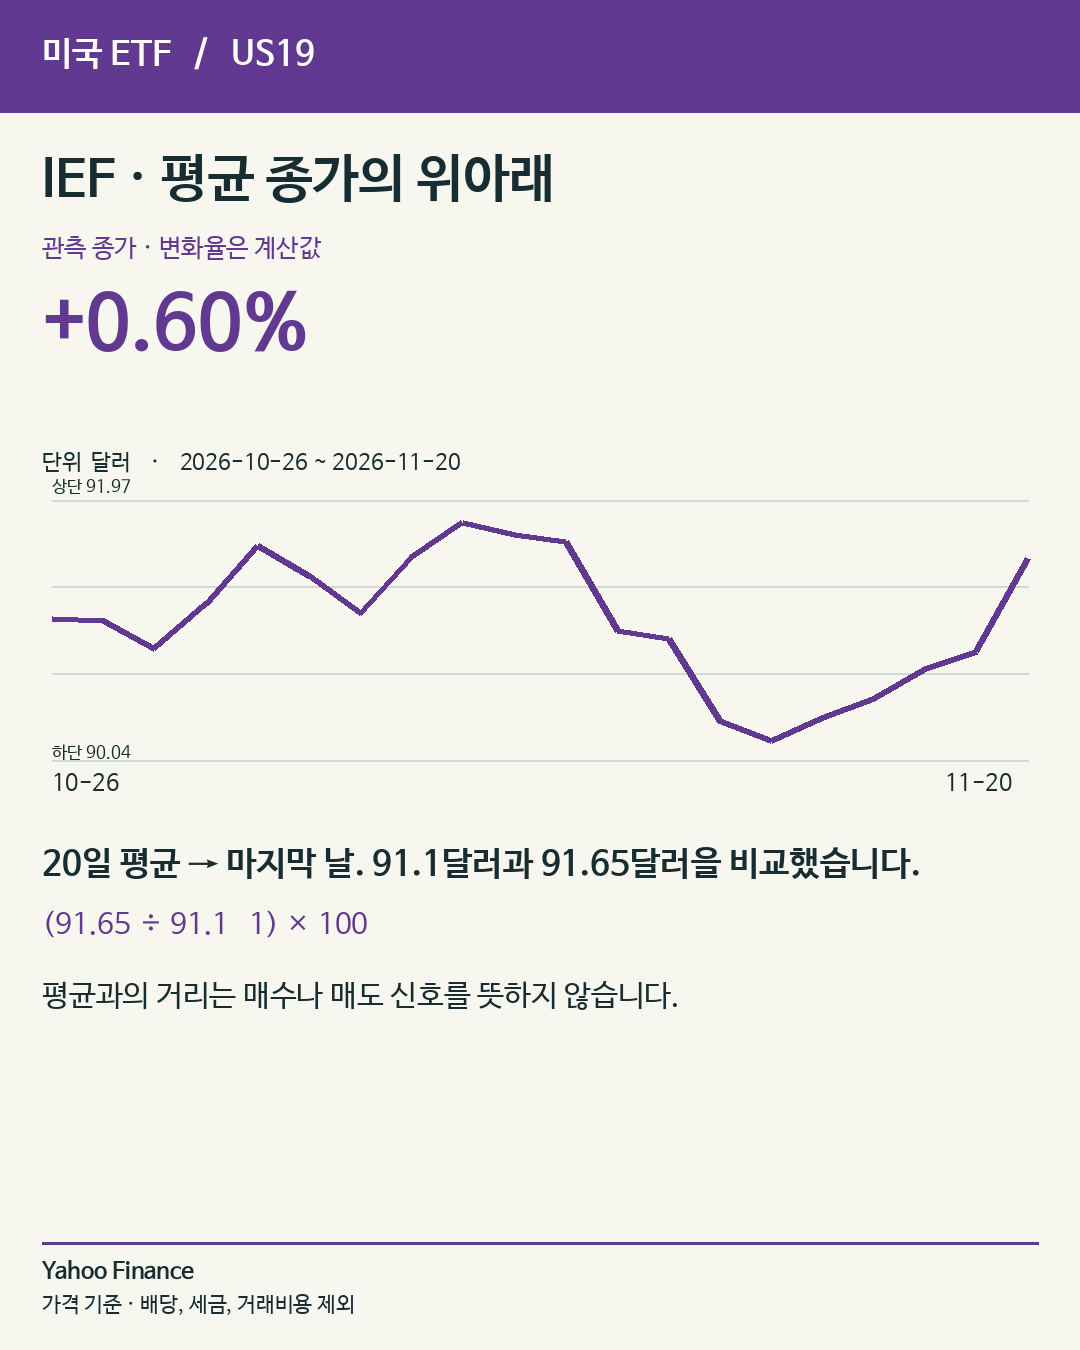 미국 ETF / US19
IEF · 평균 종가의 위아래
관측 종가 · 변화율은 계산값
+0.60%
단위 달러 · 2026-10-26 ~ 2026-11-20
상단 91.97
하단 90.04
10-26 11-20
20일 평균 → 마지막 날. 91.1달러과 91.65달러을 비교했습니다.
(91.65 ÷ 91.1 1) × 100
평균과의 거리는 매수나 매도 신호를 뜻하지 않습니다.
Yahoo Finance
가격 기준 · 배당, 세금, 거래비용 제외